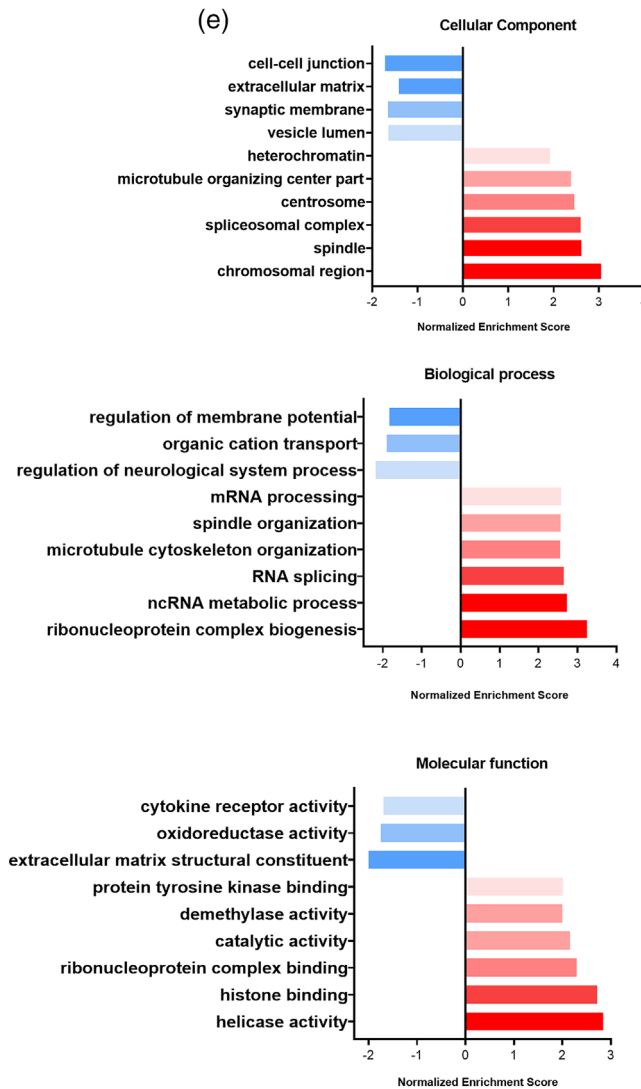 (e)
Cellular Component
cell-cell junction
extracellular matrix
synaptic membrane
vesicle lumen
heterochromatin
microtubule organizing center part
centrosome
spliceosomal complex
spindle
chromosomal region
-2 -1 0 1 2 3
Normalized Enrichment Score
Biological process
regulation of membrane potential
organic cation transport
regulation of neurological system process
mRNA processing
spindle organization
microtubule cytoskeleton organization
RNA splicing
ncRNA metabolic process
ribonucleoprotein complex biogenesis
-2 -1 0 1 2 3 4
Normalized Enrichment Score
Molecular function
cytokine receptor activity
oxidoreductase activity
extracellular matrix structural constituent
protein tyrosine kinase binding
demethylase activity
catalytic activity
ribonucleoprotein complex binding
histone binding
helicase activity
-2 -1 0 1 2 3
Normalized Enrichment Score